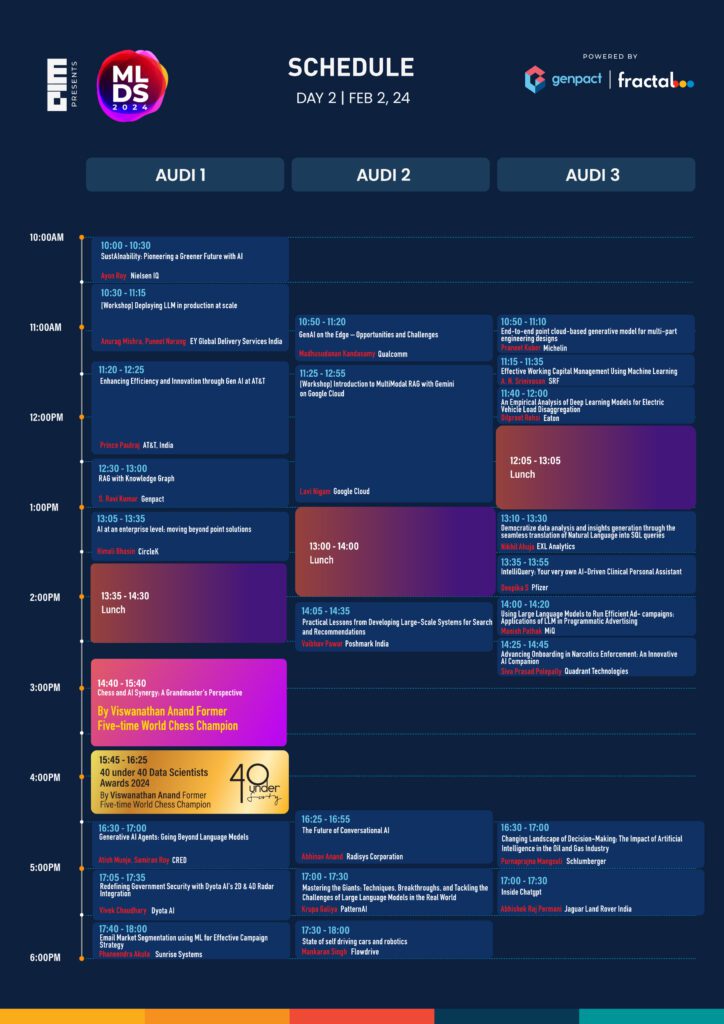 PRESENTS
MLDS
2024
SCHEDULE
DAY 2 | FEB 2, 24
POWERED BY
genpact | fractal
AUDI 1
AUDI 2
AUDI 3
10:00AM
11:00AM
12:00PM
1:00PM
2:00PM
3:00PM
4:00PM
5:00PM
6:00PM
10:00 - 10:30
SustAInability: Pioneering a Greener Future with AI
Ayon Roy Nielsen IQ
10:30 - 11:15
[Workshop] Deploying LLM in production at scale
Anurag Mishra, Puneet Narang EY Global Delivery Services India
11:20 - 12:25
Enhancing Efficiency and Innovation through Gen AI at AT&T
Prince Paulraj AT&T, India
12:30 - 13:00
RAG with Knowledge Graph
S. Ravi Kumar Genpact
13:05 - 13:35
AI at an enterprise level: moving beyond point solutions
Himali Bhasin CircleK
13:35 - 14:30
Lunch
14:40 - 15:40
Chess and AI Synergy: A Grandmaster's Perspective
By Viswanathan Anand Former
Five-time World Chess Champion
15:45 - 16:25
40 under 40 Data Scientists
Awards 2024
By Viswanathan Anand Former
Five-time World Chess Champion
40
under
forty
16:30 - 17:00
Generative AI Agents: Going Beyond Language Models
Atish Munje, Samiran Roy CRED
17:05 - 17:35
Redefining Government Security with Dyota AI's 2D & 4D Radar
Integration
Vivek Chaudhary Dyota AI
17:40 - 18:00
Email Market Segmentation using ML for Effective Campaign
Strategy
Phaneendra Akula Sunrise Systems
10:50 - 11:20
GenAI on the Edge – Opportunities and Challenges
Madhusudanan Kandasamy Qualcomm
11:25 - 12:55
[Workshop] Introduction to MultiModal RAG with Gemini
on Google Cloud
Lavi Nigam Google Cloud
13:00 - 14:00
Lunch
14:05 - 14:35
Practical Lessons from Developing Large-Scale Systems for Search
and Recommendations
Vaibhav Pawar Poshmark India
16:25 - 16:55
The Future of Conversational AI
Abhinav Anand Radisys Corporation
17:00 - 17:30
Mastering the Giants: Techniques, Breakthroughs, and Tackling the
Challenges of Large Language Models in the Real World
Krupa Galiya PatternAI
17:30 - 18:00
State of self driving cars and robotics
Mankaran Singh Flowdrive
10:50 - 11:10
End-to-end point cloud-based generative model for multi-part
engineering designs
Praneet Kuber Michelin
11:15 - 11:35
Effective Working Capital Management Using Machine Learning
A. N. Srinivasan SRF
11:40 - 12:00
An Empirical Analysis of Deep Learning Models for Electric
Vehicle Load Disaggregation
Dilpreet Eaton
12:05 - 13:05
Lunch
13:10 - 13:30
Democratize data analysis and insights generation through the
seamless translation of Natural Language into SQL queries
Nikhil Ahuja EXL Analytics
13:35 - 13:55
IntelliQuery: Your very own AI-Driven Clinical Personal Assistant
Deepika S Pfizer
14:00 - 14:20
Using Large Language Models to Run Efficient Ad- campaigns:
Applications of LLM in Programmatic Advertising
Manish Pathak MiQ
14:25 - 14:45
Advancing Onboarding in Narcotics Enforcement: An Innovative
AI Companion
Siva Prasad Quadrant Technologies
16:30 - 17:00
Changing Landscape of Decision-Making: The Impact of Artificial
Intelligence in the Oil and Gas Industry
Purnaprajna Mangsuli Schlumberger
17:00 - 17:30
Inside Chatgpt
Abhishek Raj Permani Jaguar Land Rover India